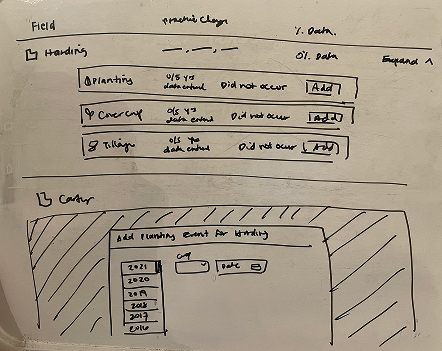 Field Practice Change % Data.
Harding —,—,— 0% Data Expand ^
Planting 0/5 yrs data entered Did not occur Add
Cover crop 0/5 yrs data entered Did not occur Add
Tillage 0/5 yrs data entered Did not occur Add
Carter
Add Planting Event for Harding
Crop
2021 Date
2020
2019
2018
2017
2016